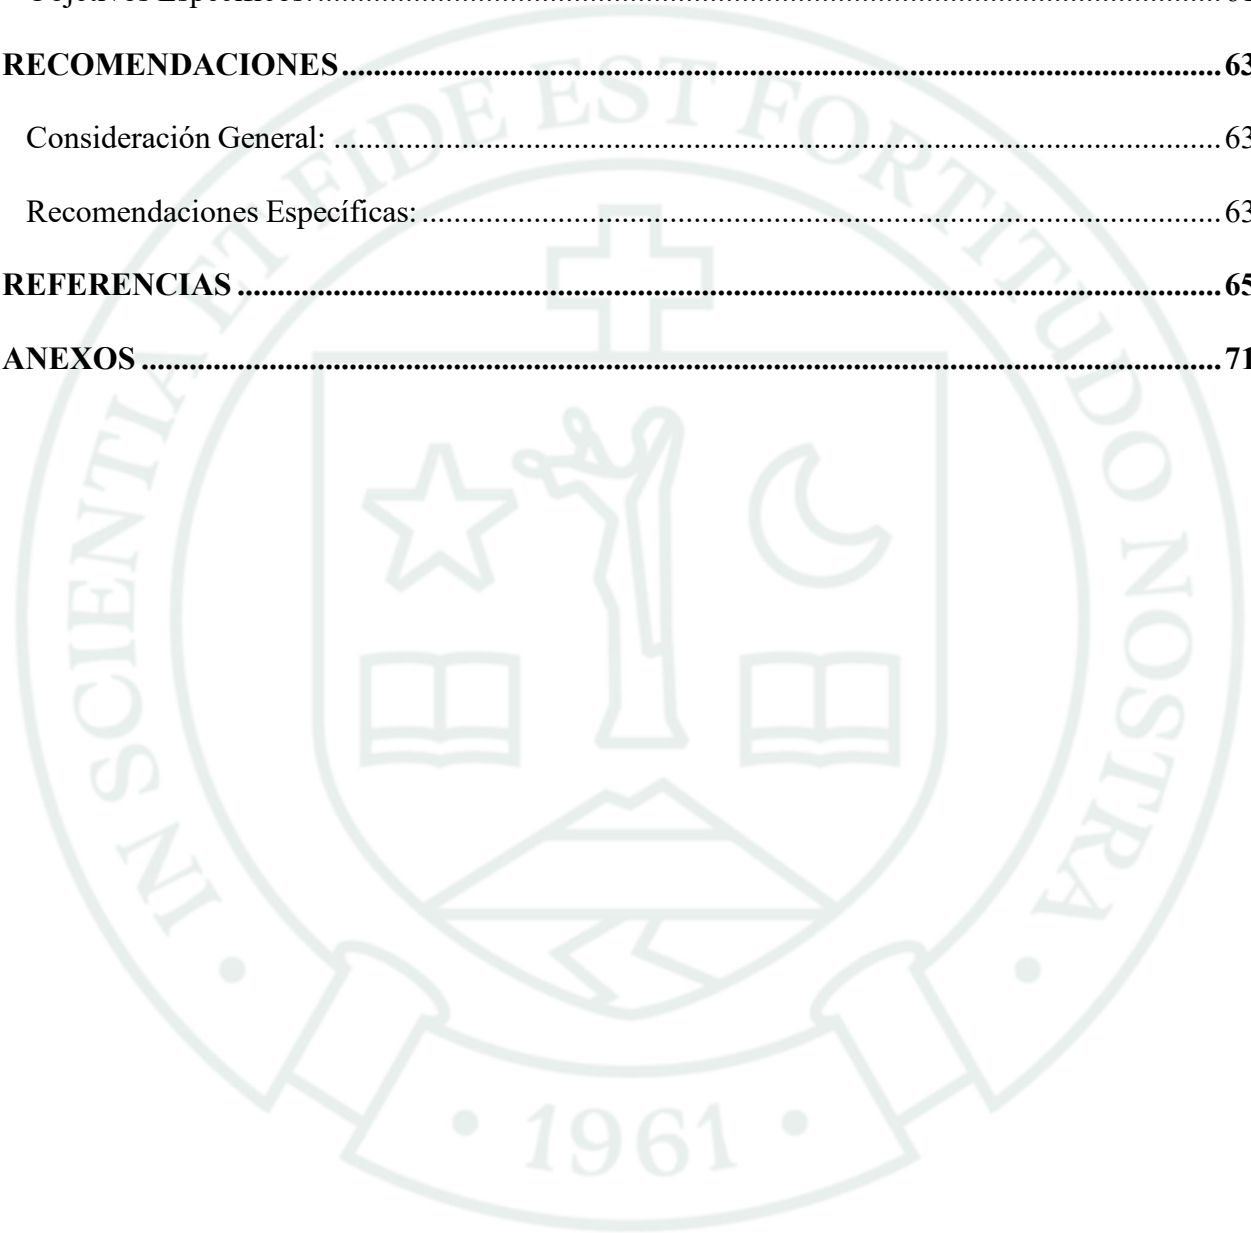 Objetivos Específicos: ........ 61
RECOMENDACIONES ........ 63
Consideración General: ........ 63
Recomendaciones Específicas: ........ 63
REFERENCIAS ........ 65
ANEXOS ........ 71
IN SCIENTIA ET FIDE EST FORTITUDO NOSTRA
• 1961 •